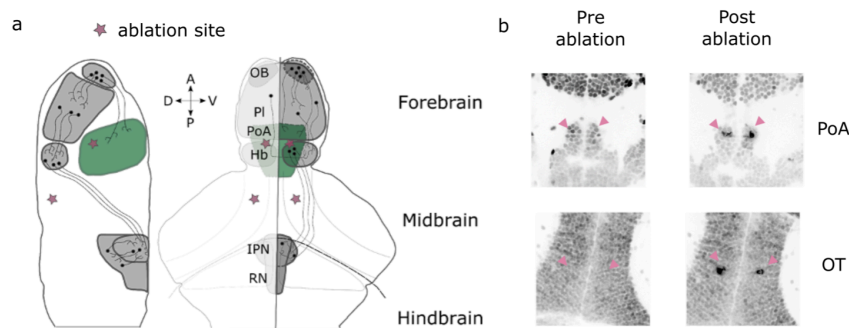 a
ablation site
A
D V
P
OB
Pl
PoA
Hb
IPN
RN
Forebrain
Midbrain
Hindbrain
b
Pre
ablation
Post
ablation
PoA
OT